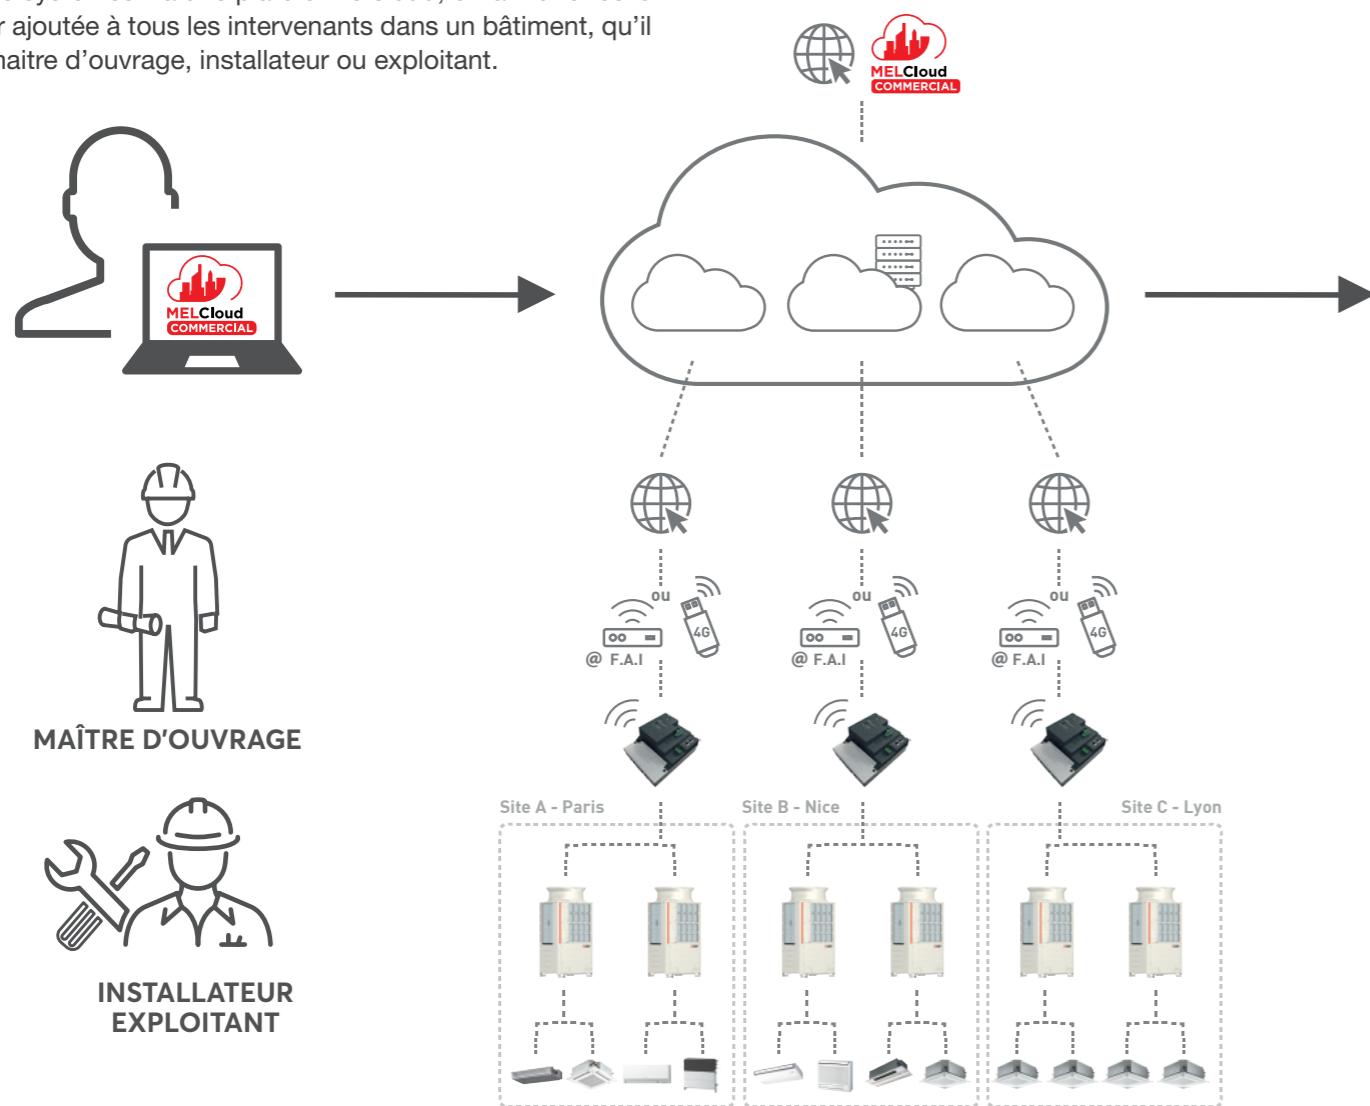 r ajoutée à tous les intervenants dans un bâtiment, qu’il
maitre d’ouvrage, installateur ou exploitant.
MELCloud
COMMERCIAL
MELCloud
COMMERCIAL
ou
ou
ou
4G
4G
4G
@ F.A.I
@ F.A.I
@ F.A.I
MAÎTRE D'OUVRAGE
Site A - Paris
Site B - Nice
Site C - Lyon
INSTALLATEUR
EXPLOITANT